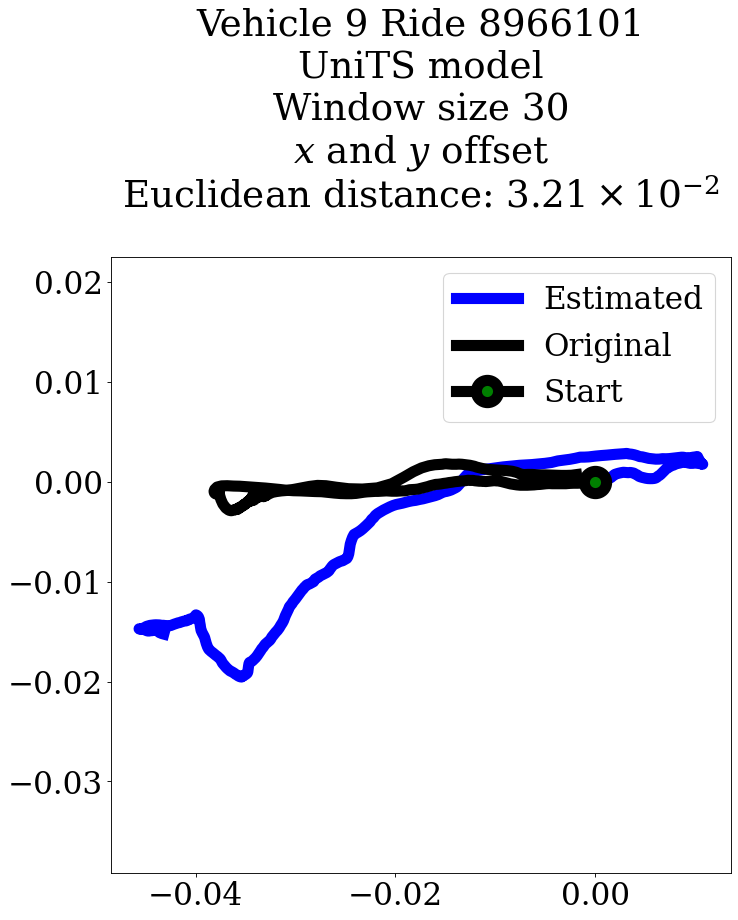 Vehicle 9 Ride 8966101
UniTS model
Window size 30
x and y offset
Euclidean distance: 3.21 × 10⁻²
Estimated
Original
Start
0.02
0.01
0.00
−0.01
−0.02
−0.03
−0.04
−0.02
0.00